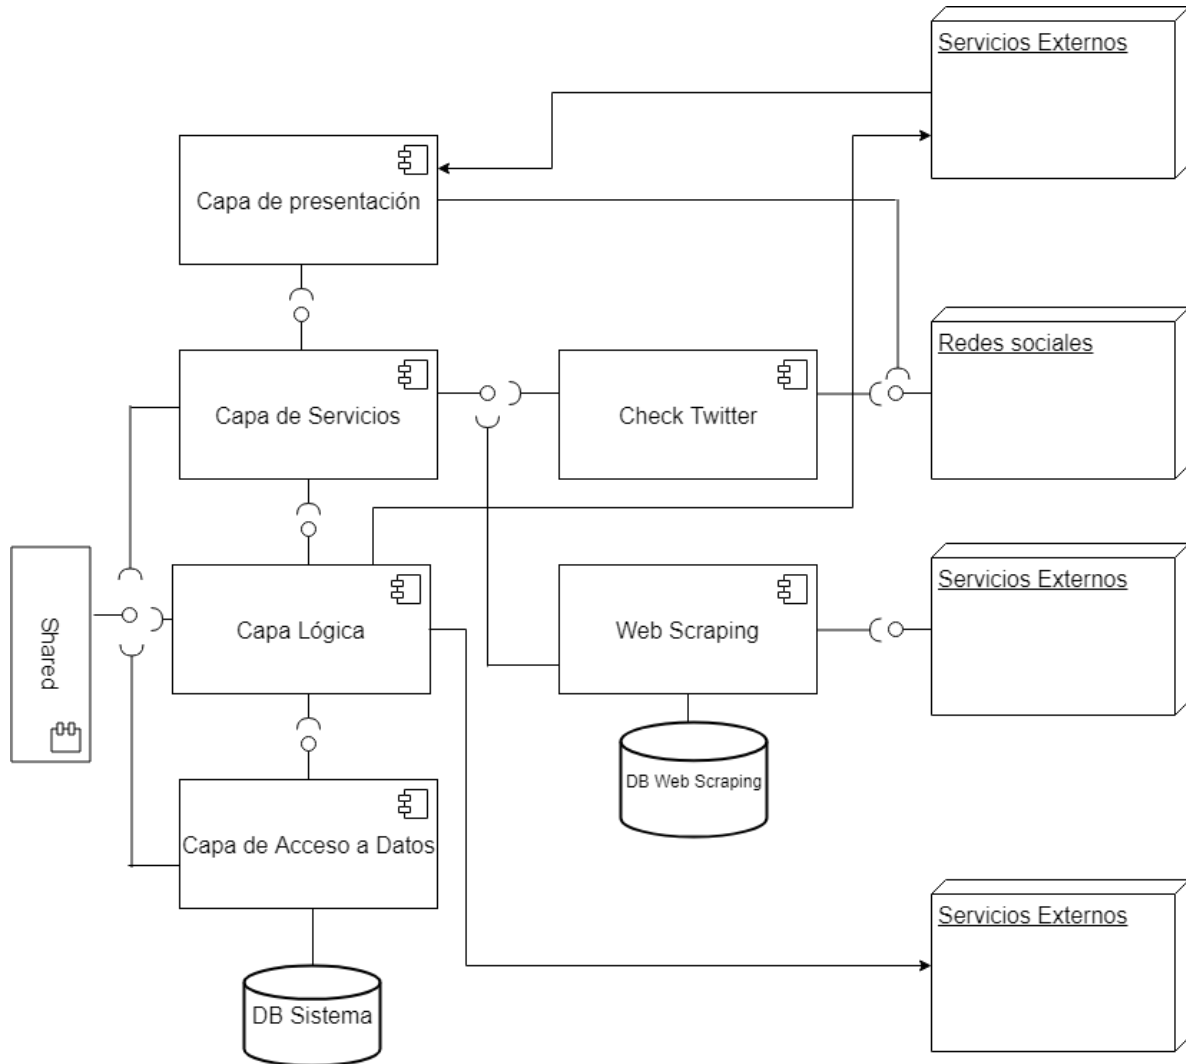 Servicios Externos
Capa de presentación
Redes sociales
Capa de Servicios
Check Twitter
Servicios Externos
Shared
Capa Lógica
Web Scraping
DB Web Scraping
Capa de Acceso a Datos
Servicios Externos
DB Sistema